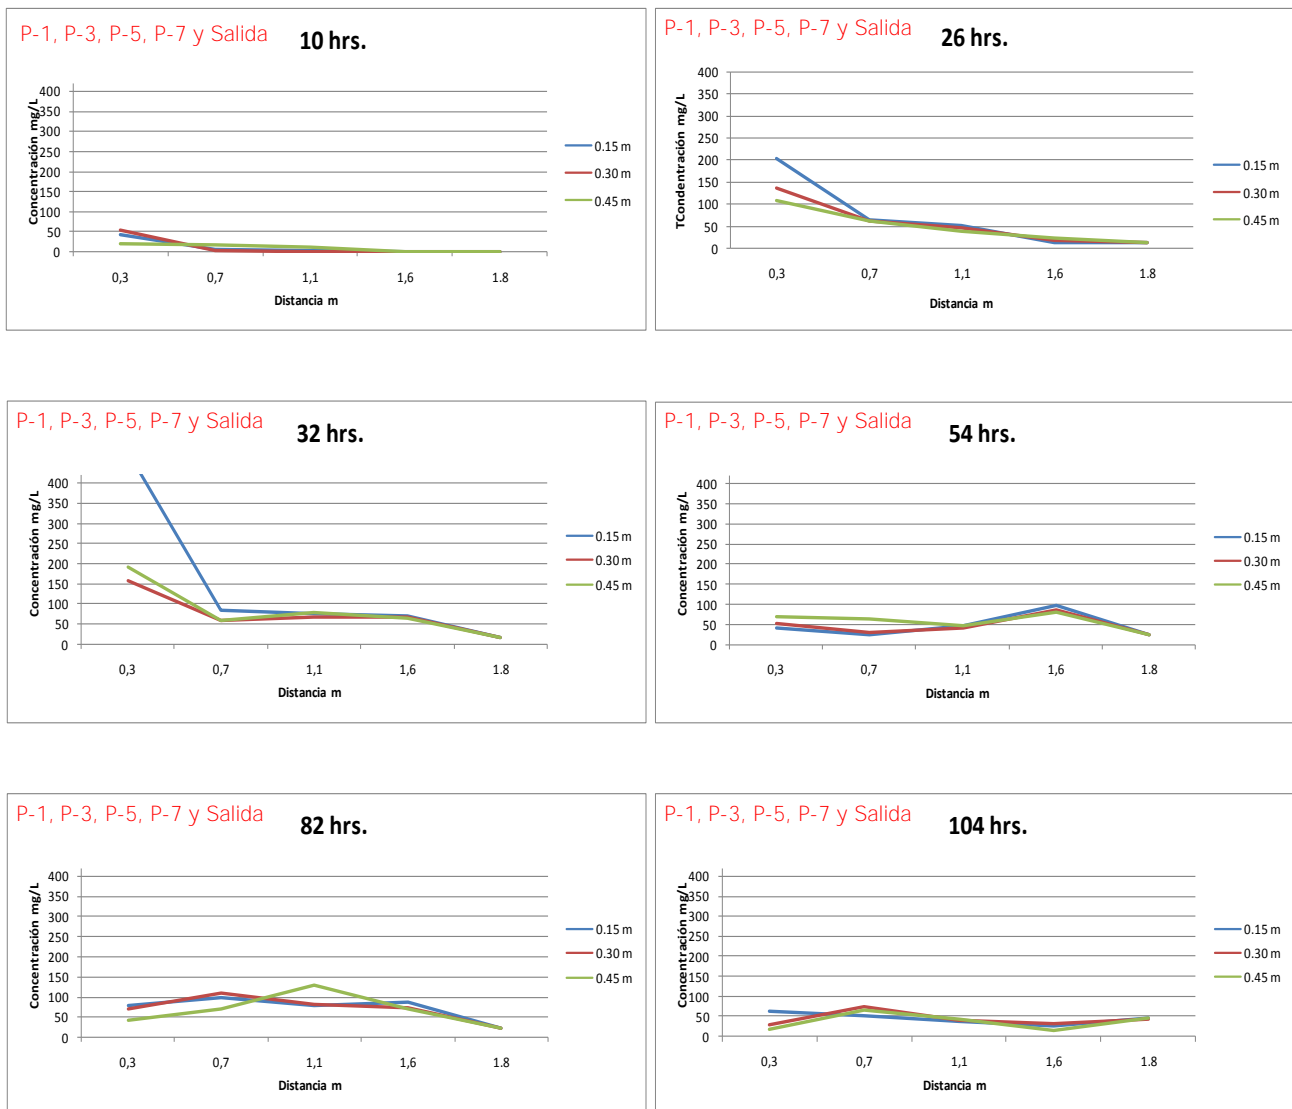 P-1, P-3, P-5, P-7 y Salida
10 hrs.
Concentración mg/L
400
350
300
250
200
150
100
50
0
0,3 0,7 1,1 1,6 1.8
Distancia m
0.15 m
0.30 m
0.45 m
P-1, P-3, P-5, P-7 y Salida
26 hrs.
TCondentración mg/L
400
350
300
250
200
150
100
50
0
0,3 0,7 1,1 1,6 1.8
Distancia m
0.15 m
0.30 m
0.45 m
P-1, P-3, P-5, P-7 y Salida
32 hrs.
Concentración mg/L
400
350
300
250
200
150
100
50
0
0,3 0,7 1,1 1,6 1.8
Distancia m
0.15 m
0.30 m
0.45 m
P-1, P-3, P-5, P-7 y Salida
54 hrs.
Concentración mg/L
400
350
300
250
200
150
100
50
0
0,3 0,7 1,1 1,6 1.8
Distancia m
0.15 m
0.30 m
0.45 m
P-1, P-3, P-5, P-7 y Salida
82 hrs.
Concentración mg/L
400
350
300
250
200
150
100
50
0
0,3 0,7 1,1 1,6 1.8
Distancia m
0.15 m
0.30 m
0.45 m
P-1, P-3, P-5, P-7 y Salida
104 hrs.
Concentración mg/L
400
350
300
250
200
150
100
50
0
0,3 0,7 1,1 1,6 1.8
Distancia m
0.15 m
0.30 m
0.45 m